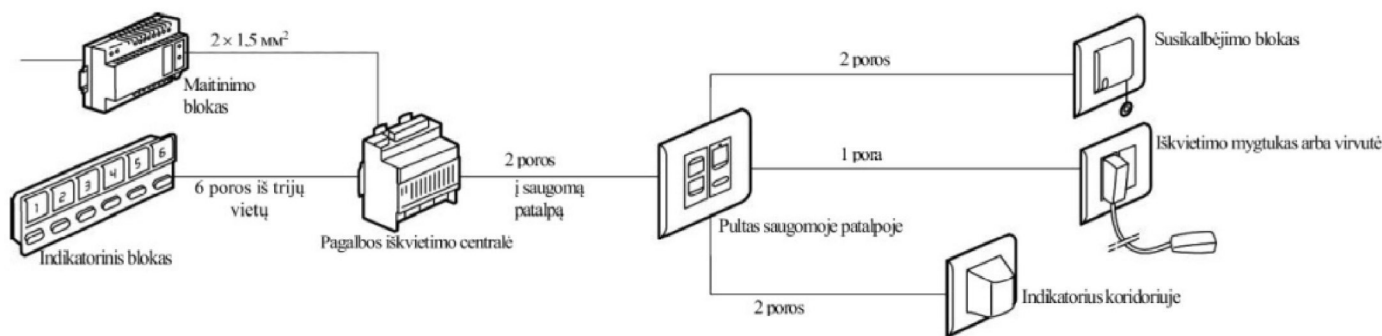 2 × 1.5 мм²
Maitinimo
blokas
1 2 3 4 5 6
6 poros iš trijų
vietų
Indikatorinis blokas
Pagalbos iškvietimo centralė
2 poros
į saugomą
patalpą
Pultas saugomoje patalpoje
2 poros
Susikalbėjimo blokas
1 pora
Iškvietimo mygtukas arba virvutė
2 poros
Indikatorius koridoriuje